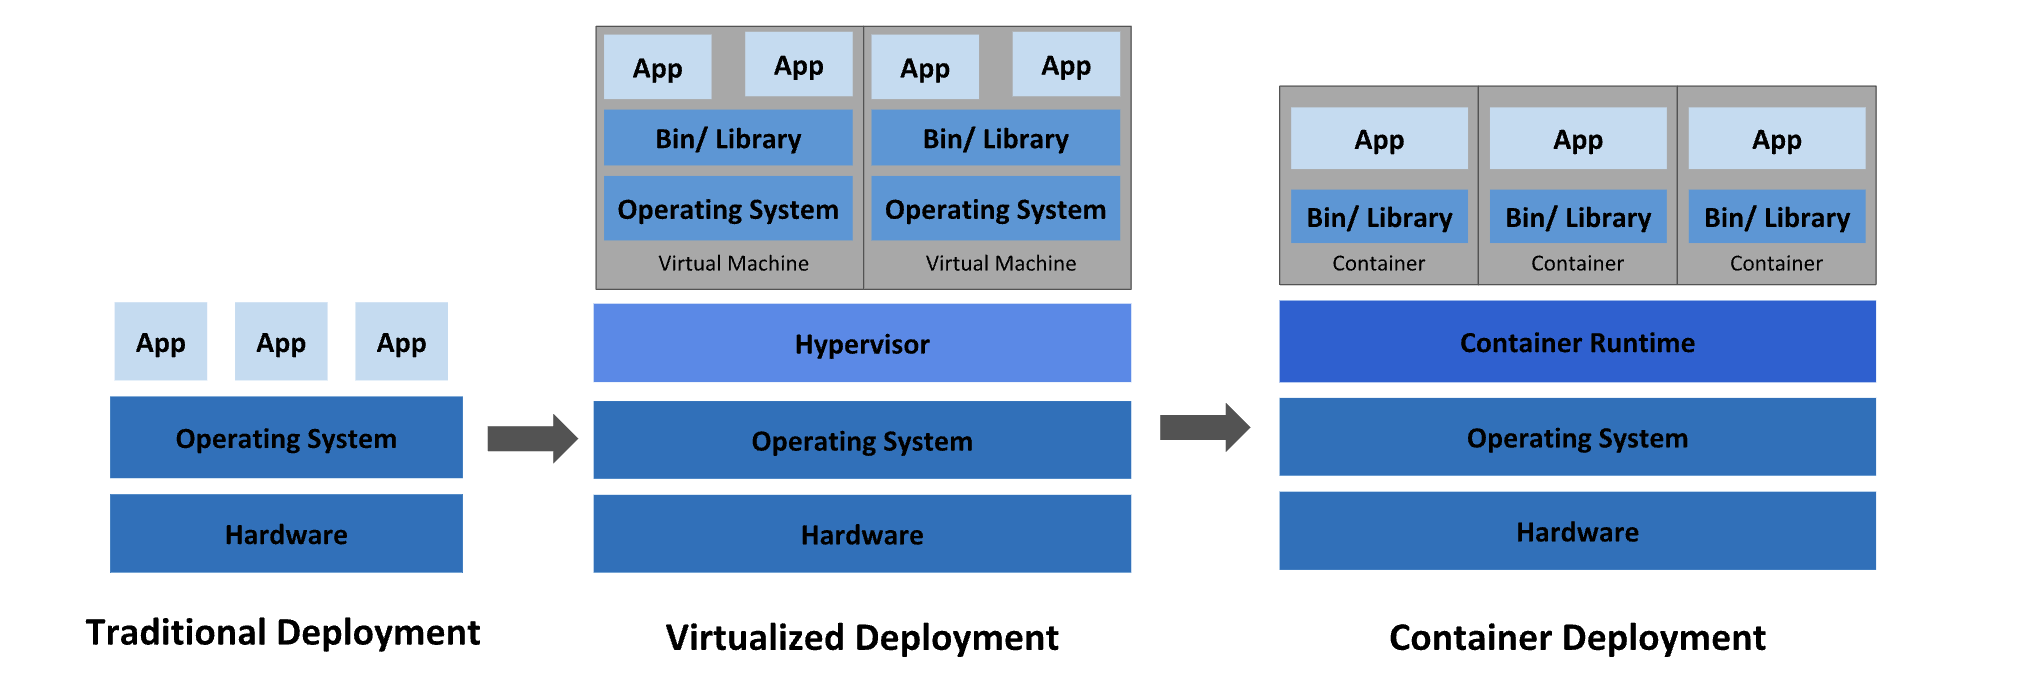 App
App
App
Operating System
Hardware
Traditional Deployment
App
App
App
App
Bin/ Library
Bin/ Library
Operating System
Operating System
Virtual Machine
Virtual Machine
Hypervisor
Operating System
Hardware
Virtualized Deployment
App
App
App
Bin/ Library
Bin/ Library
Bin/ Library
Container
Container
Container
Container Runtime
Operating System
Hardware
Container Deployment